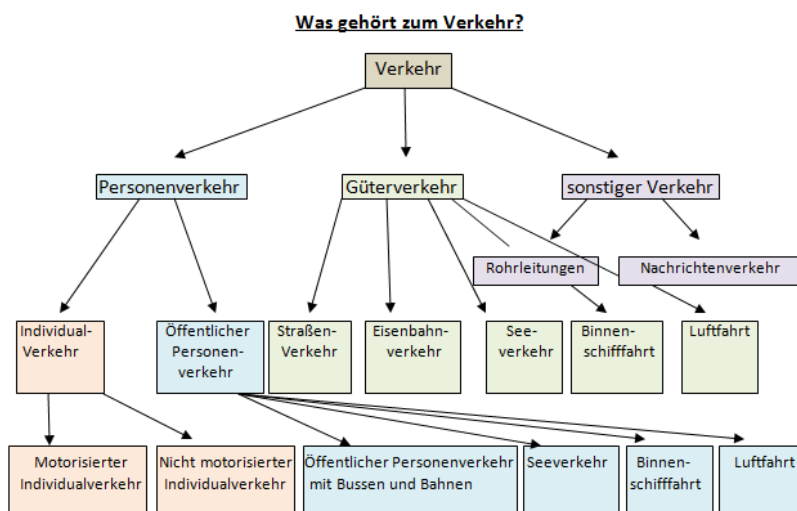 Was gehört zum Verkehr?
Verkehr
Personenverkehr
Güterverkehr
sonstiger Verkehr
Rohrleitungen
Nachrichtenverkehr
Individual-
Verkehr
Öffentlicher
Personen-
verkehr
Straßen-
Verkehr
Eisenbahn-
verkehr
See-
verkehr
Binnen-
schifffahrt
Luftfahrt
Motorisierter
Individualverkehr
Nicht motorisierter
Individualverkehr
Öffentlicher Personenverkehr
mit Bussen und Bahnen
Seeverkehr
Binnen-
schifffahrt
Luftfahrt